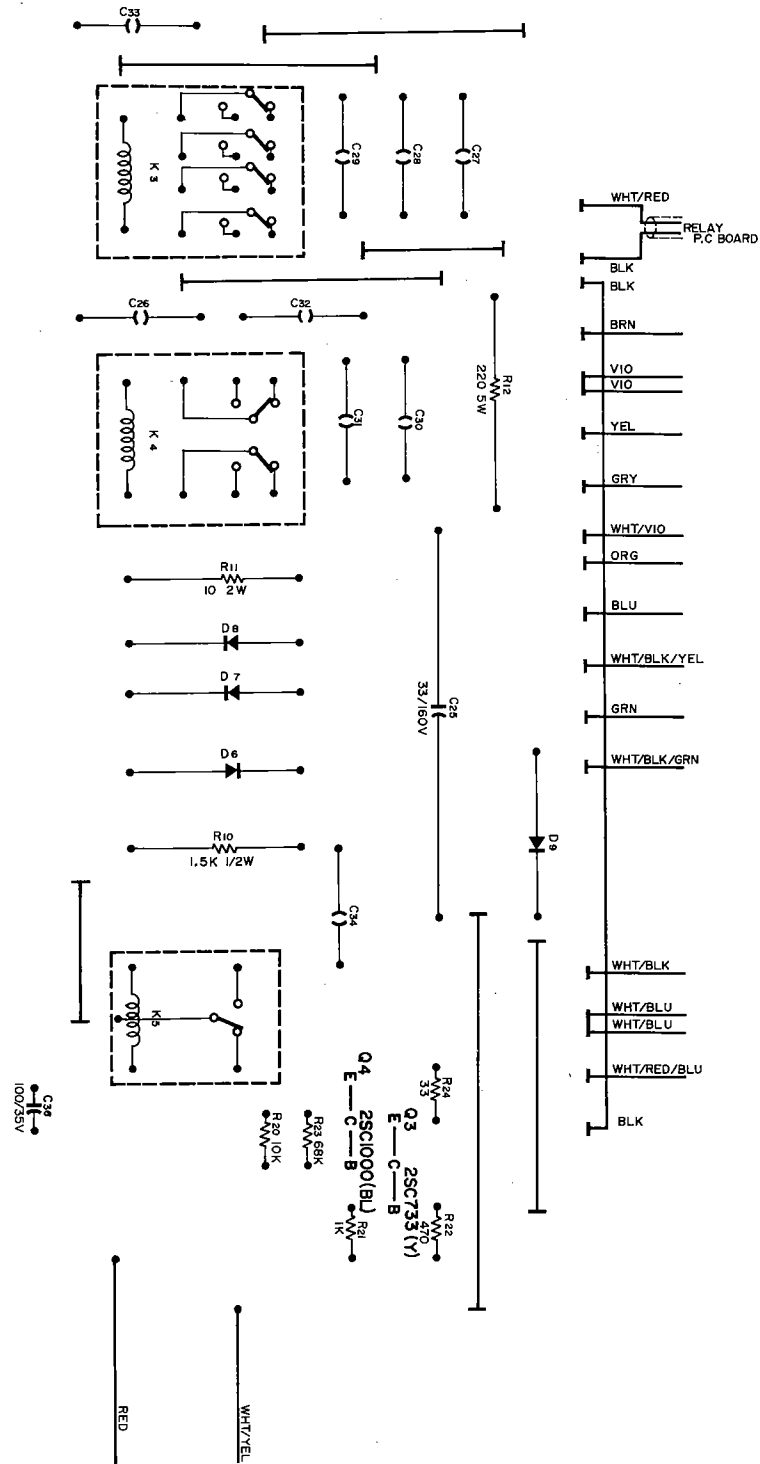 C33
K3
C29
C28
C27
WHT/RED
RELAY
P.C BOARD
BLK
BLK
C26
C32
BRN
R12
220 5W
VIO
VIO
K4
C31
C30
YEL
GRY
WHT/VIO
ORG
R11
10 2W
BLU
D8
WHT/BLK/YEL
D7
C25
33/160V
GRN
D6
WHT/BLK/GRN
R10
1.5K 1/2W
D9
C34
WHT/BLK
K5
WHT/BLU
WHT/BLU
WHT/RED/BLU
BLK
C36
100/35V
R20 10K
R23 68K
Q4 2SC1000(BL)
E C B
R24
33
Q3 2SC733(Y)
E C B
R21
1K
R22
470
RED
WHT/YEL